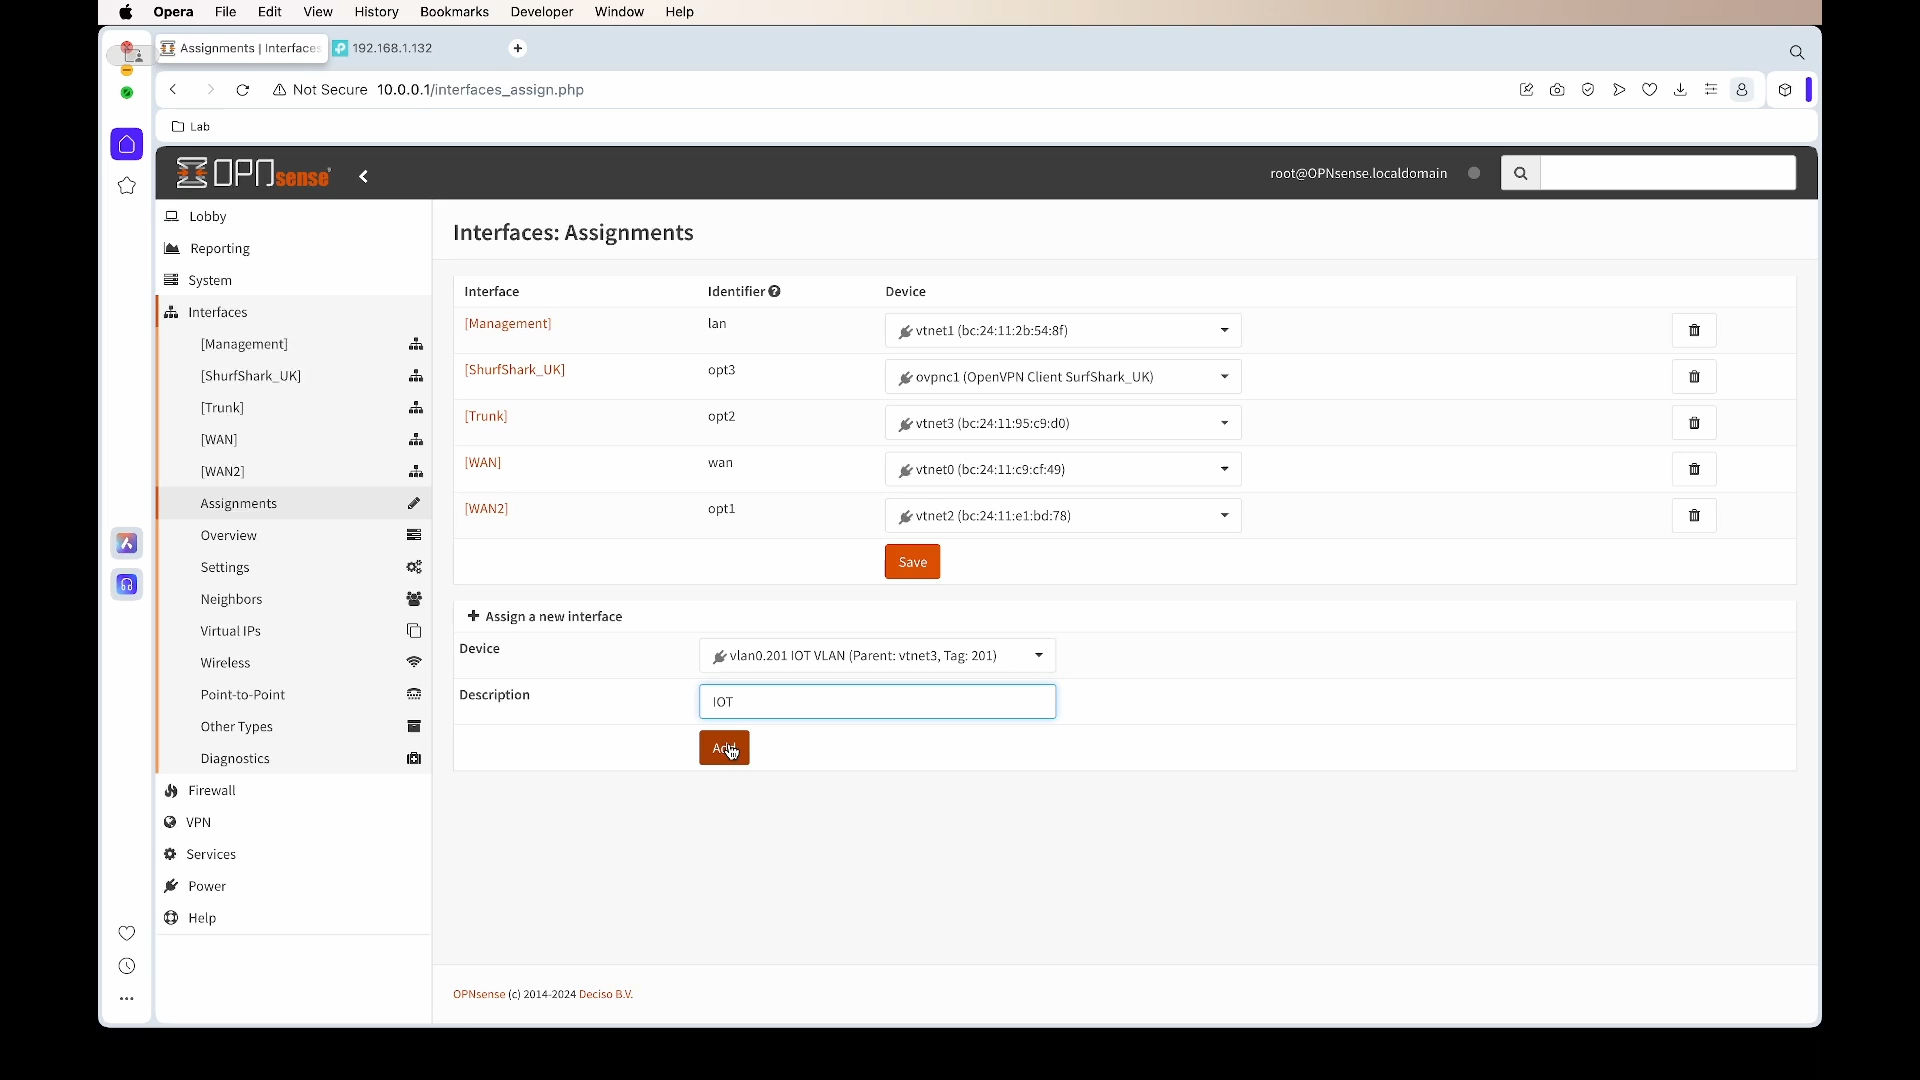 Opera File Edit View History Bookmarks Developer Window Help
Assignments | Interfaces 192.168.1.132
Not Secure 10.0.0.1/interfaces_assign.php
Lab
OPNsense root@OPNsense.localdomain
Lobby
Reporting
System
Interfaces
[Management]
[ShurfShark_UK]
[Trunk]
[WAN]
[WAN2]
Assignments
Overview
Settings
Neighbors
Virtual IPs
Wireless
Point-to-Point
Other Types
Diagnostics
Firewall
VPN
Services
Power
Help
Interfaces: Assignments
Interface Identifier Device
[Management] lan vtnet1 (bc:24:11:2b:54:8f)
[ShurfShark_UK] opt3 ovpnc1 (OpenVPN Client SurfShark_UK)
[Trunk] opt2 vtnet3 (bc:24:11:95:c9:d0)
[WAN] wan vtnet0 (bc:24:11:c9:cf:49)
[WAN2] opt1 vtnet2 (bc:24:11:e1:bd:78)
Save
Assign a new interface
Device vlan0.201 IOT VLAN (Parent: vtnet3, Tag: 201)
Description IOT
Add
OPNsense (c) 2014-2024 Deciso B.V.